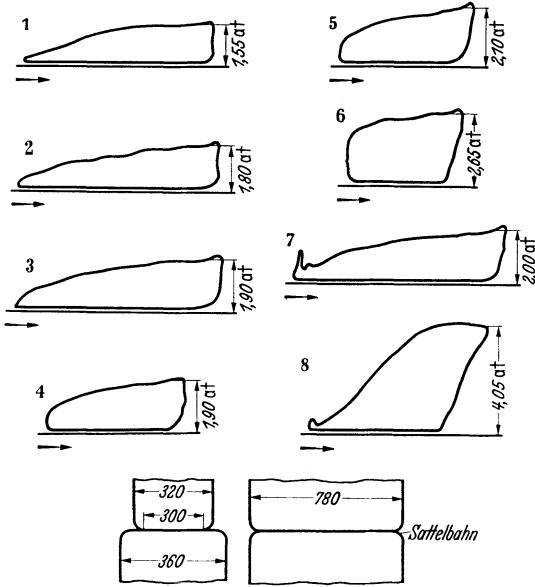 1
1,55 at
2
1,80 at
3
1,90 at
4
1,90 at
5
2,10 at
6
2,65 at
7
2,00 at
8
4,05 at
320
300
360
780
Sattelbahn